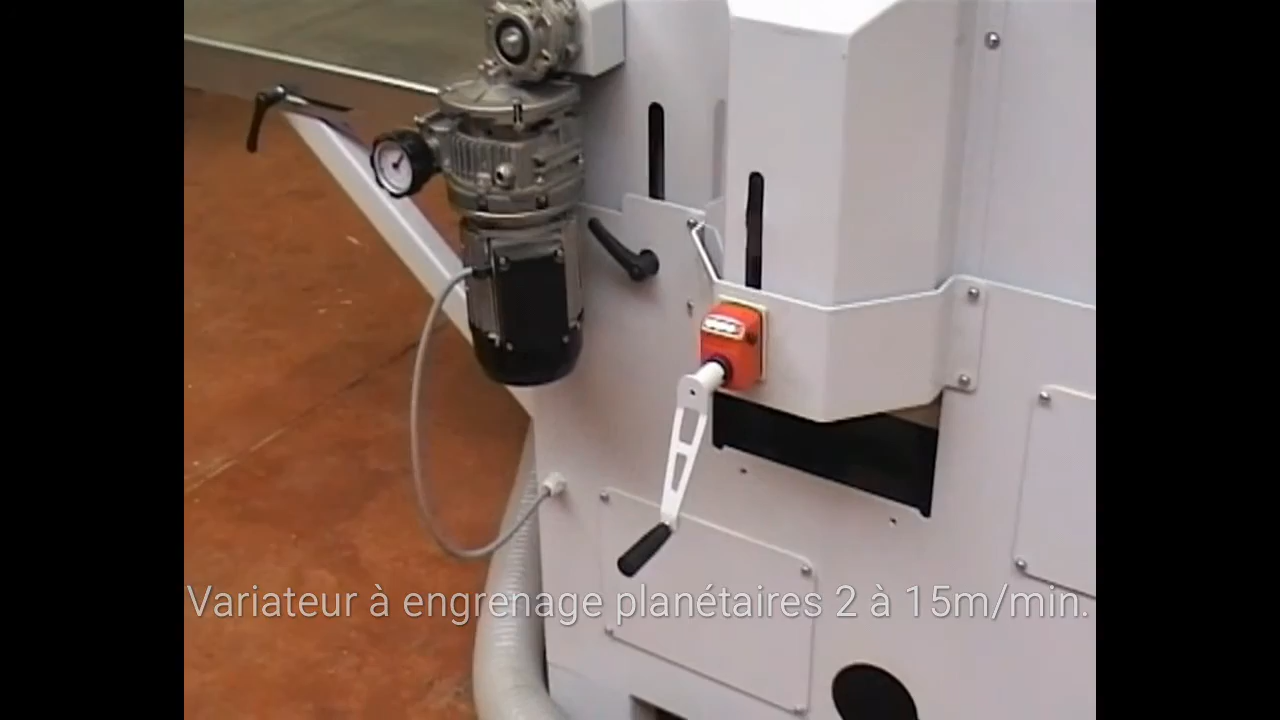 Variateur à engrenage planétaires 2 à 15m/min.